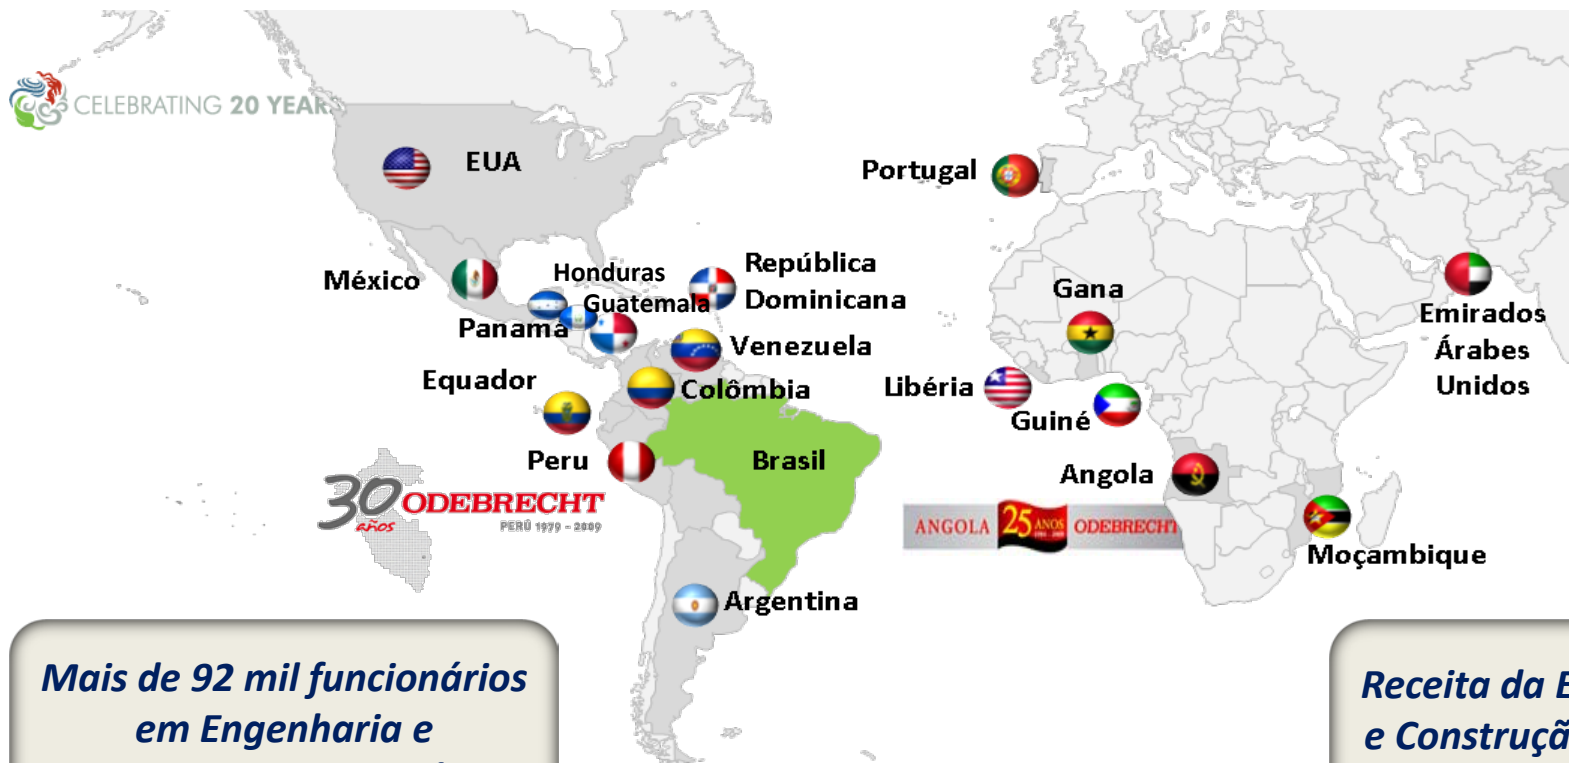 CELEBRATING 20 YEAR
EUA
Portugal
México
Honduras
Guatemala
República
Dominicana
Panamá
Gana
Emirados
Árabes
Unidos
Venezuela
Equador
Colômbia
Libéria
Guiné
Peru
Brasil
Angola
30 años ODEBRECHT
PERÚ 1979 - 2009
ANGOLA 25 ANOS ODEBRECHT
Moçambique
Argentina
Mais de 92 mil funcionários
em Engenharia e
Receita da
e Construçã